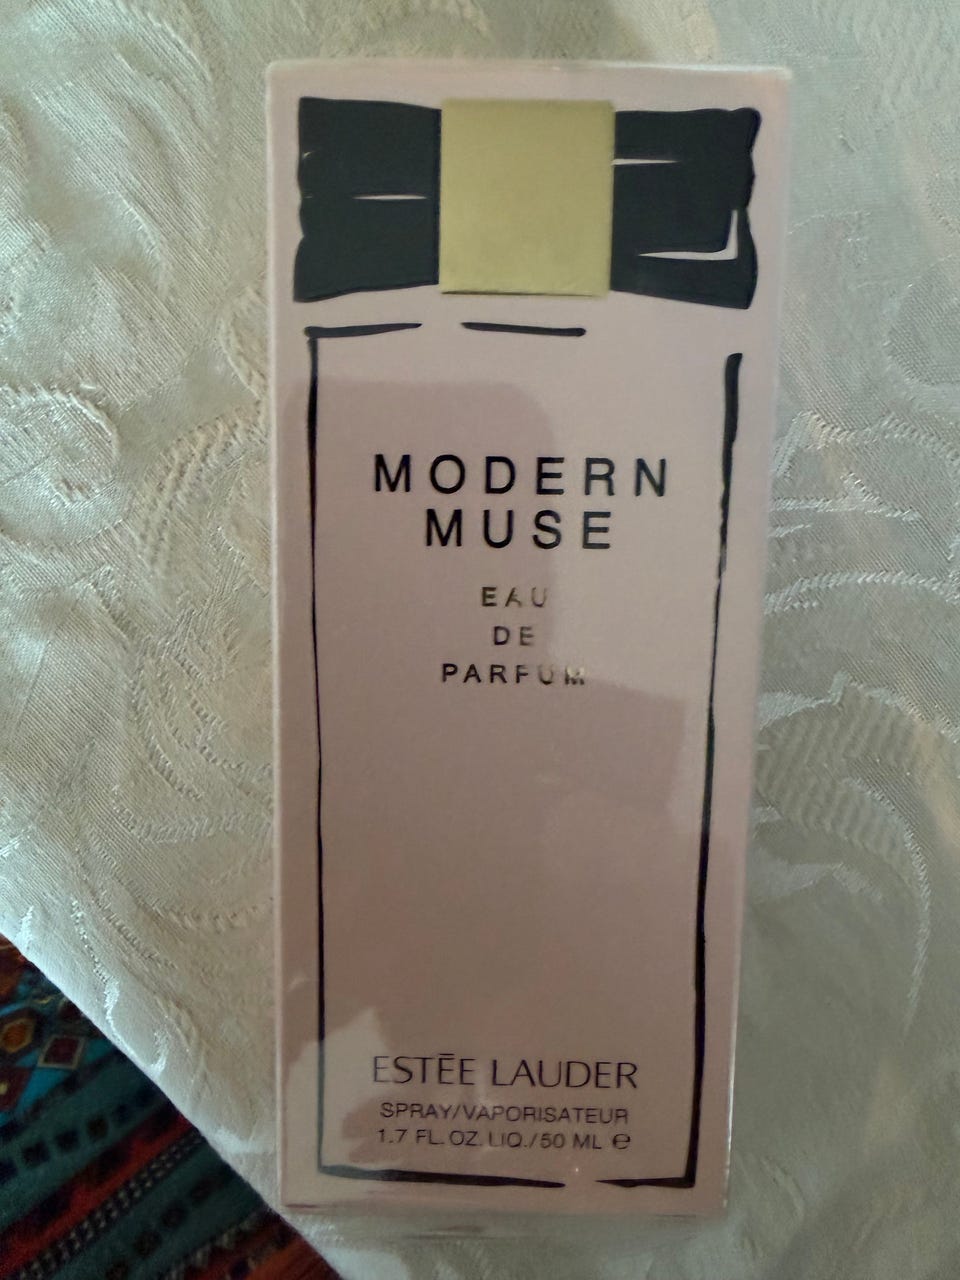 MODERN
MUSE
EAU
DE
PARFUM
ESTĒE LAUDER
SPRAY/VAPORISATEUR
1.7 FL.OZ.LIQ./50 ML ℮